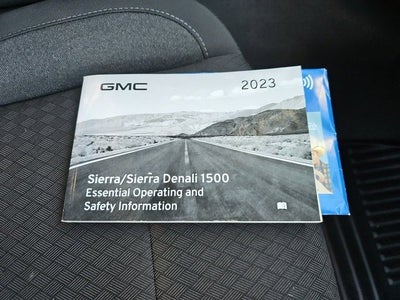 GMC 2023
Sierra/Sierra Denali 1500
Essential Operating and
Safety Information